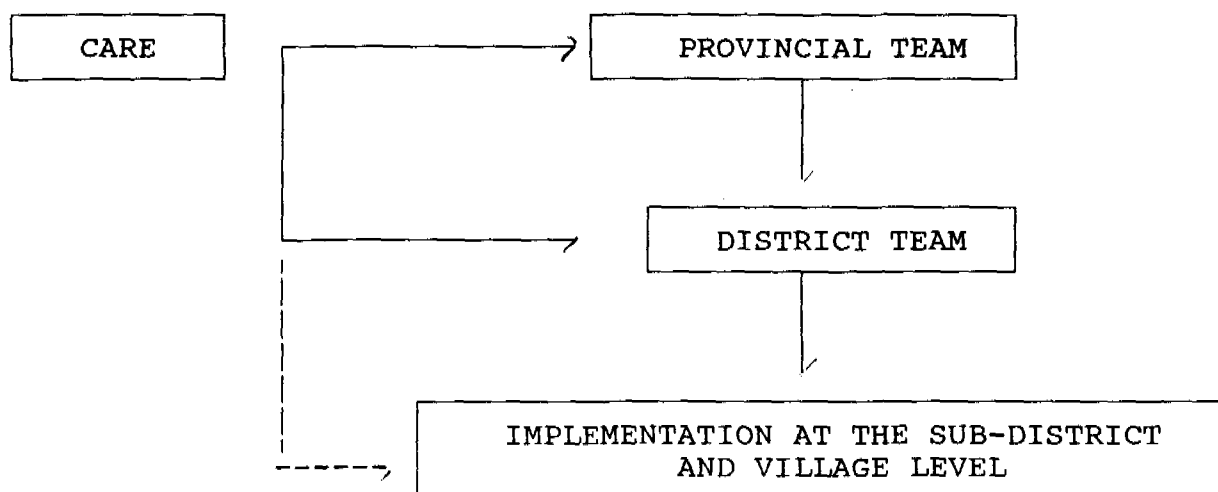 CARE
PROVINCIAL TEAM
DISTRICT TEAM
IMPLEMENTATION AT THE SUB-DISTRICT
AND VILLAGE LEVEL